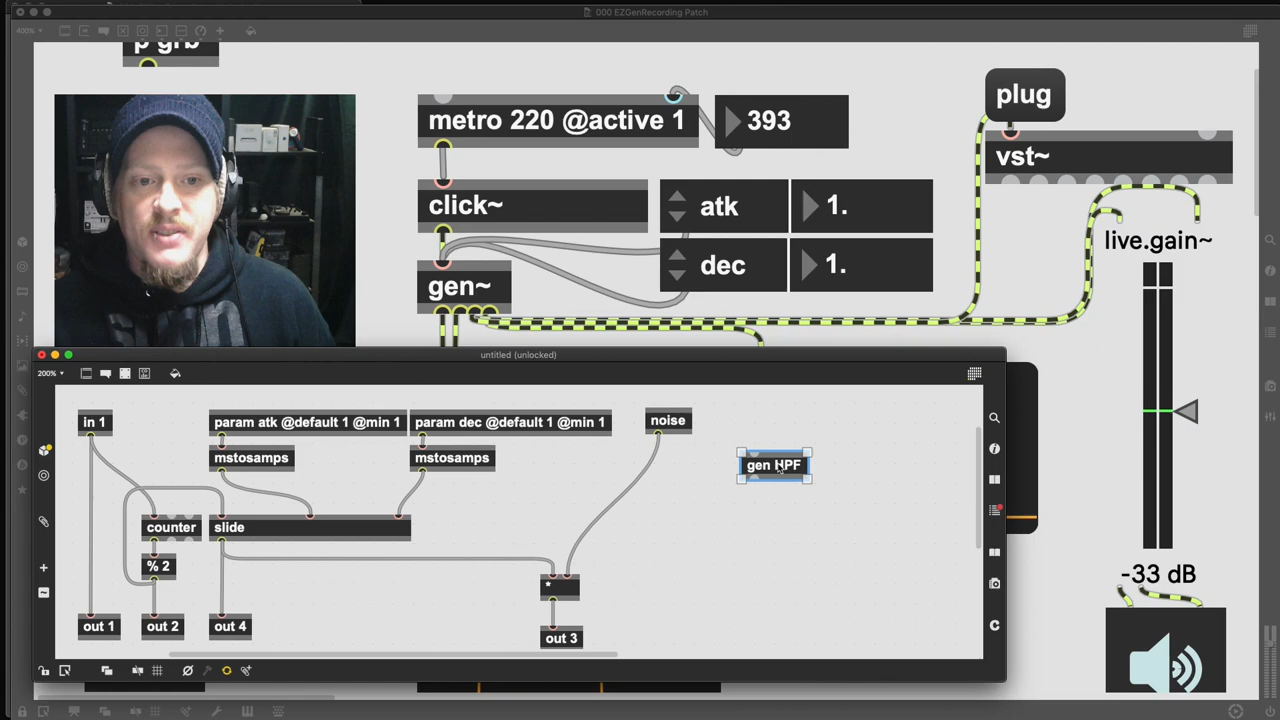 000 EZGenRecording Patch
400%
p grb
metro 220 @active 1
393
plug
vst~
click~
atk
1.
live.gain~
gen~
dec
1.
untitled (unlocked)
200%
in 1
param atk @default 1 @min 1
param dec @default 1 @min 1
noise
mstosamps
mstosamps
gen HPF
counter
slide
% 2
*
out 1
out 2
out 4
out 3
C
-33 dB